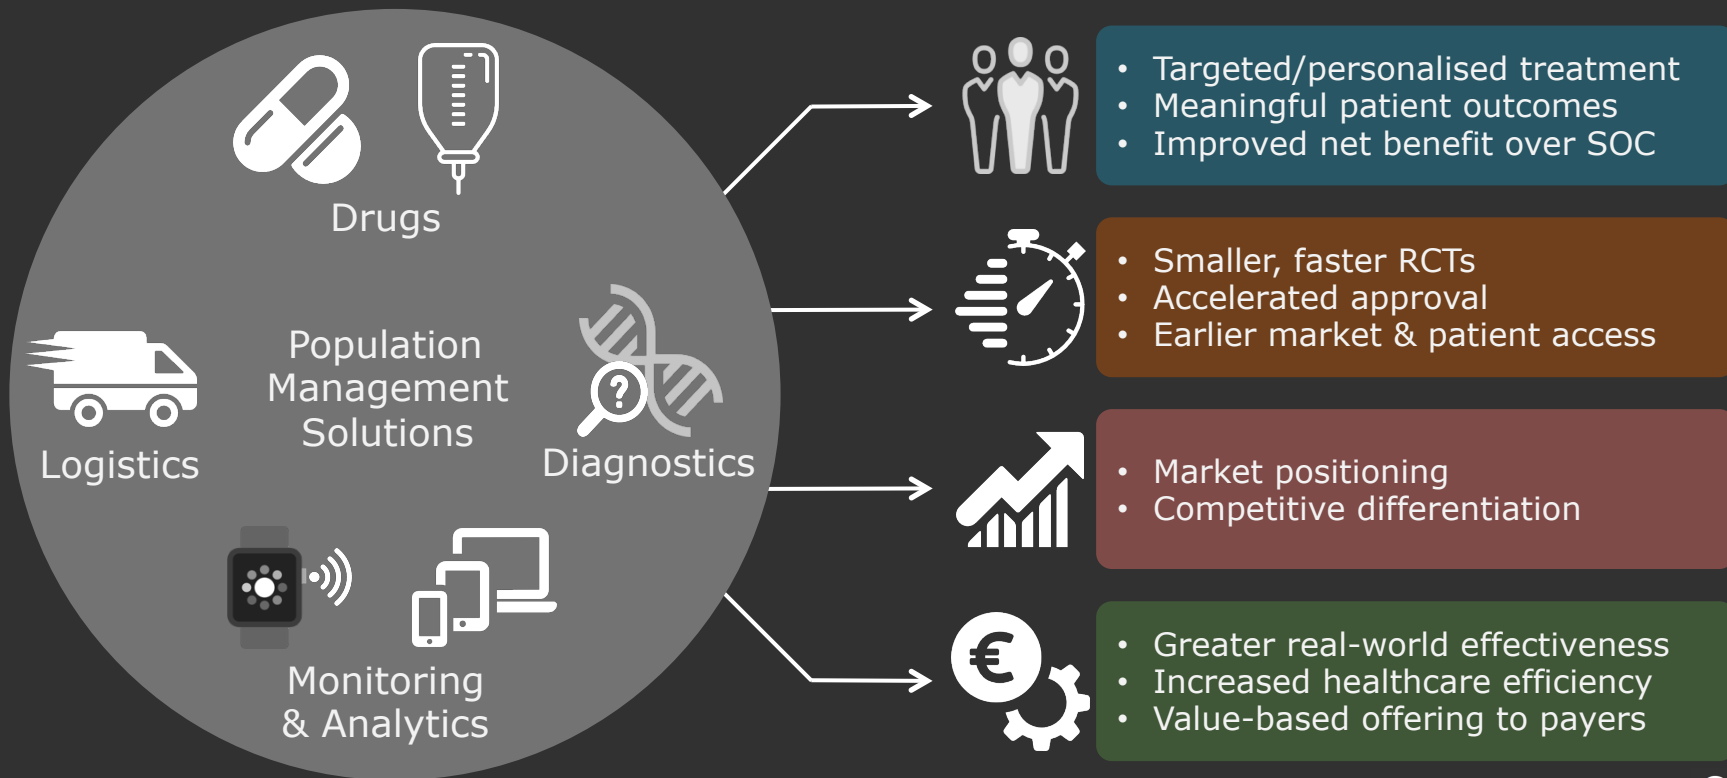 Drugs
Population
Management
Solutions
Logistics
Diagnostics
?
Monitoring
& Analytics
• Targeted/personalised treatment
• Meaningful patient outcomes
• Improved net benefit over SOC
• Smaller, faster RCTs
• Accelerated approval
• Earlier market & patient access
• Market positioning
• Competitive differentiation
€
• Greater real-world effectiveness
• Increased healthcare efficiency
• Value-based offering to payers